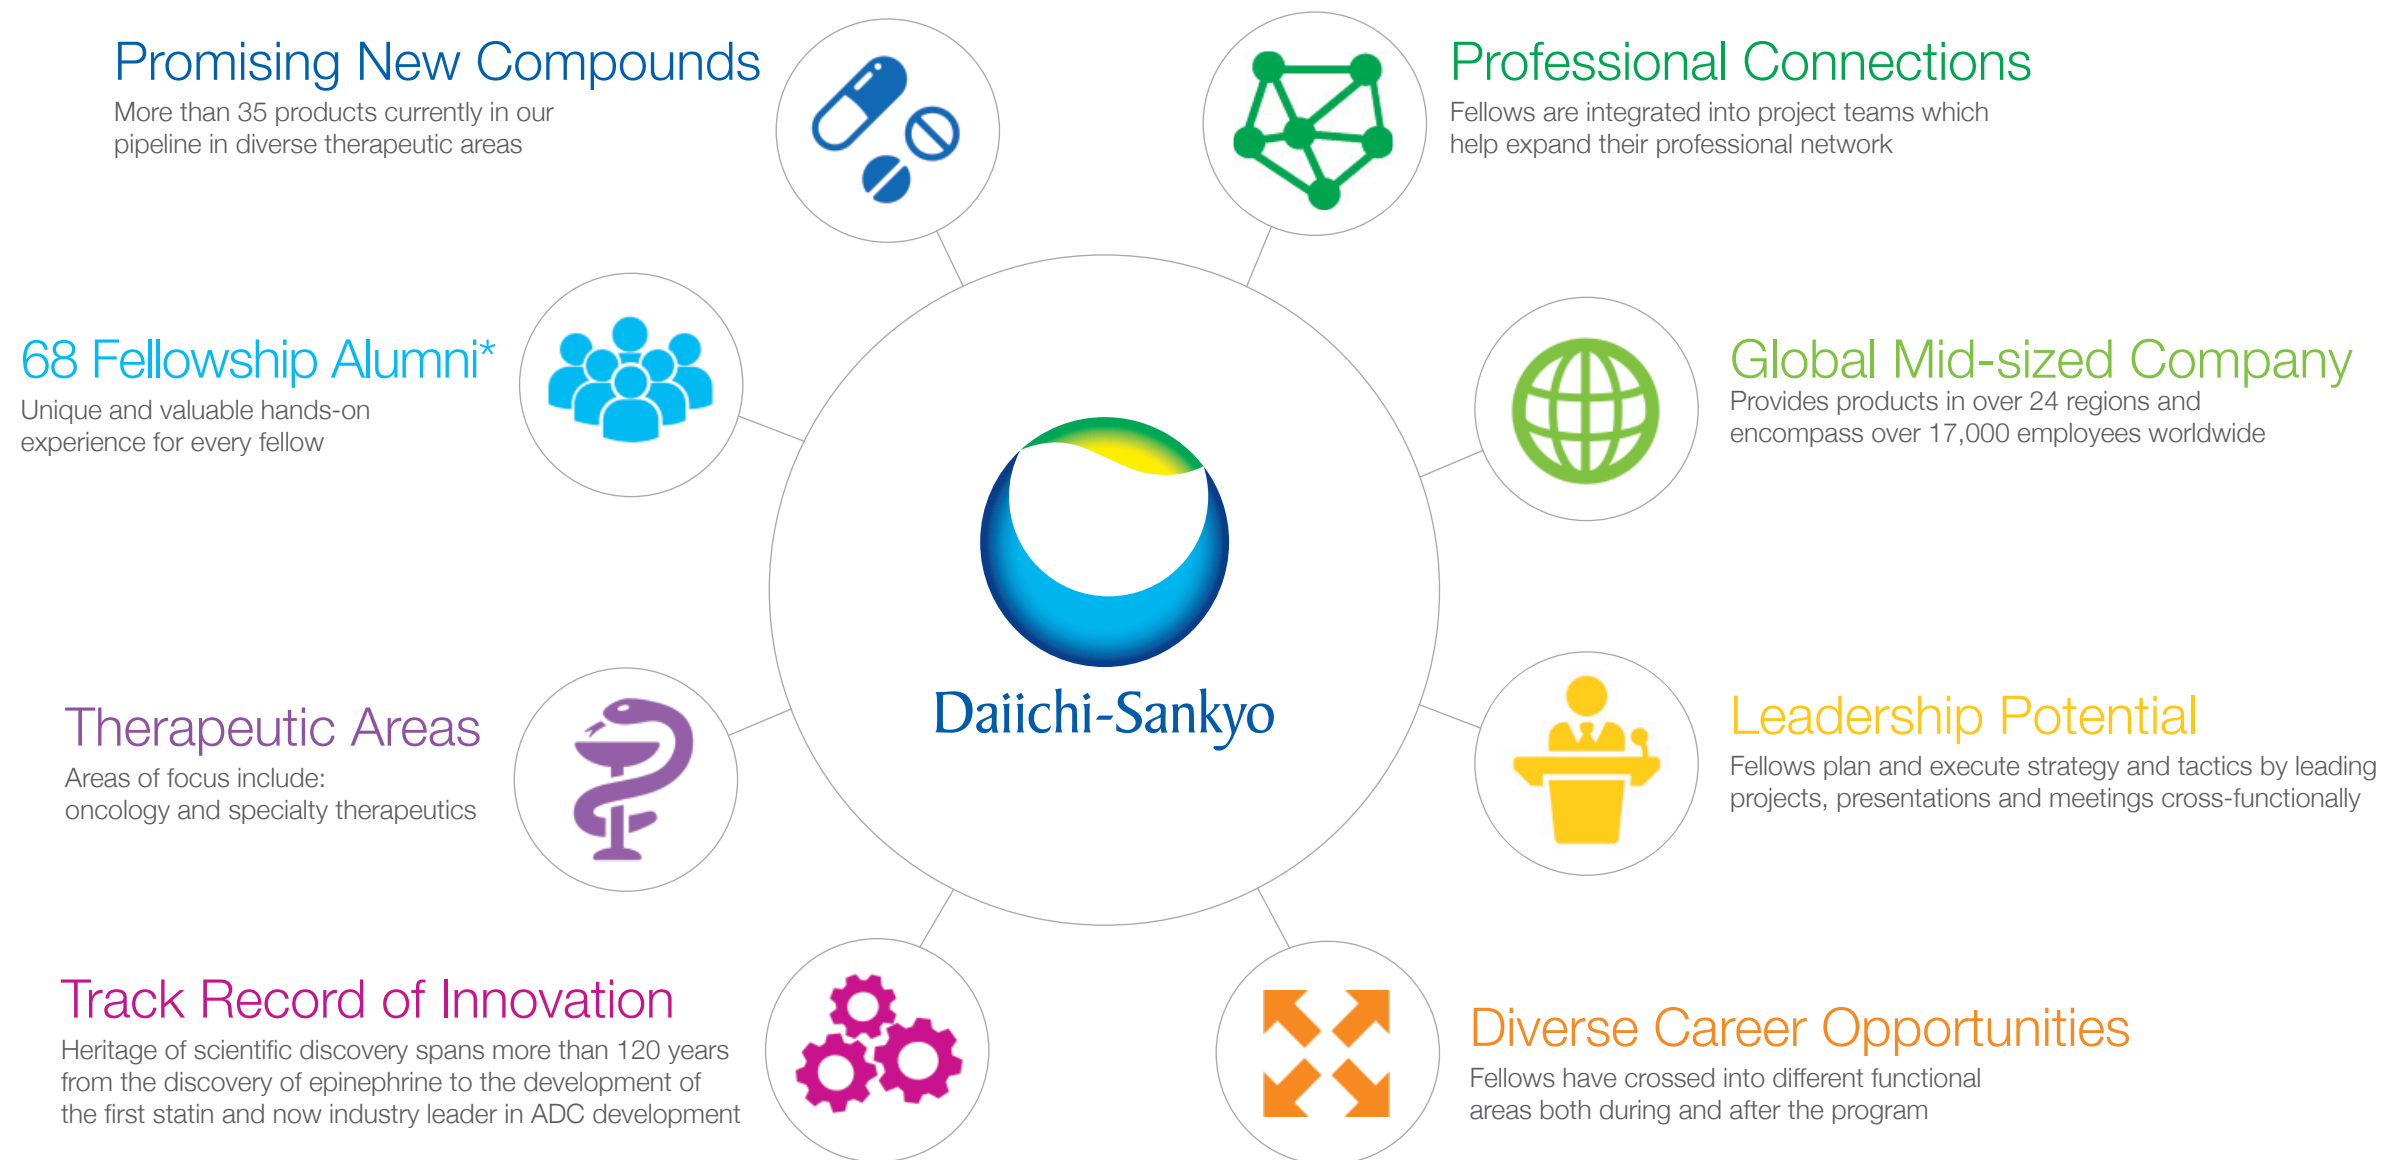 Promising New Compounds
More than 35 products currently in our
pipeline in diverse therapeutic areas
Professional Connections
Fellows are integrated into project teams which
help expand their professional network
68 Fellowship Alumni*
Unique and valuable hands-on
experience for every fellow
Global Mid-sized Company
Provides products in over 24 regions and
encompass over 17,000 employees worldwide
Daiichi-Sankyo
Therapeutic Areas
Areas of focus include:
oncology and specialty therapeutics
Leadership Potential
Fellows plan and execute strategy and tactics by leading
projects, presentations and meetings cross-functionally
Track Record of Innovation
Heritage of scientific discovery spans more than 120 years
from the discovery of epinephrine to the development of
the first statin and now industry leader in ADC development
Diverse Career Opportunities
Fellows have crossed into different functional
areas both during and after the program